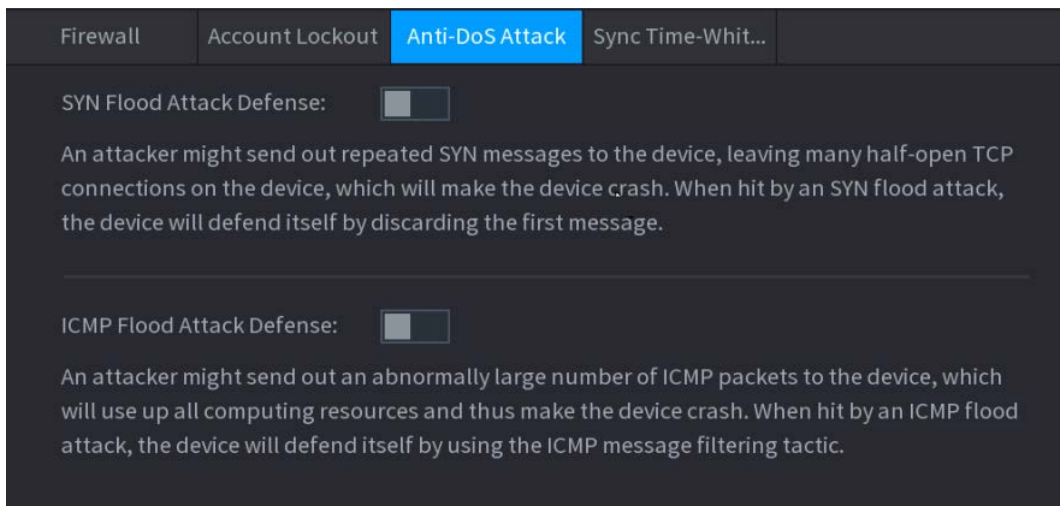 Firewall Account Lockout Anti-DoS Attack Sync Time-Whit...
SYN Flood Attack Defense:
An attacker might send out repeated SYN messages to the device, leaving many half-open TCP
connections on the device, which will make the device crash. When hit by an SYN flood attack,
the device will defend itself by discarding the first message.
ICMP Flood Attack Defense:
An attacker might send out an abnormally large number of ICMP packets to the device, which
will use up all computing resources and thus make the device crash. When hit by an ICMP flood
attack, the device will defend itself by using the ICMP message filtering tactic.